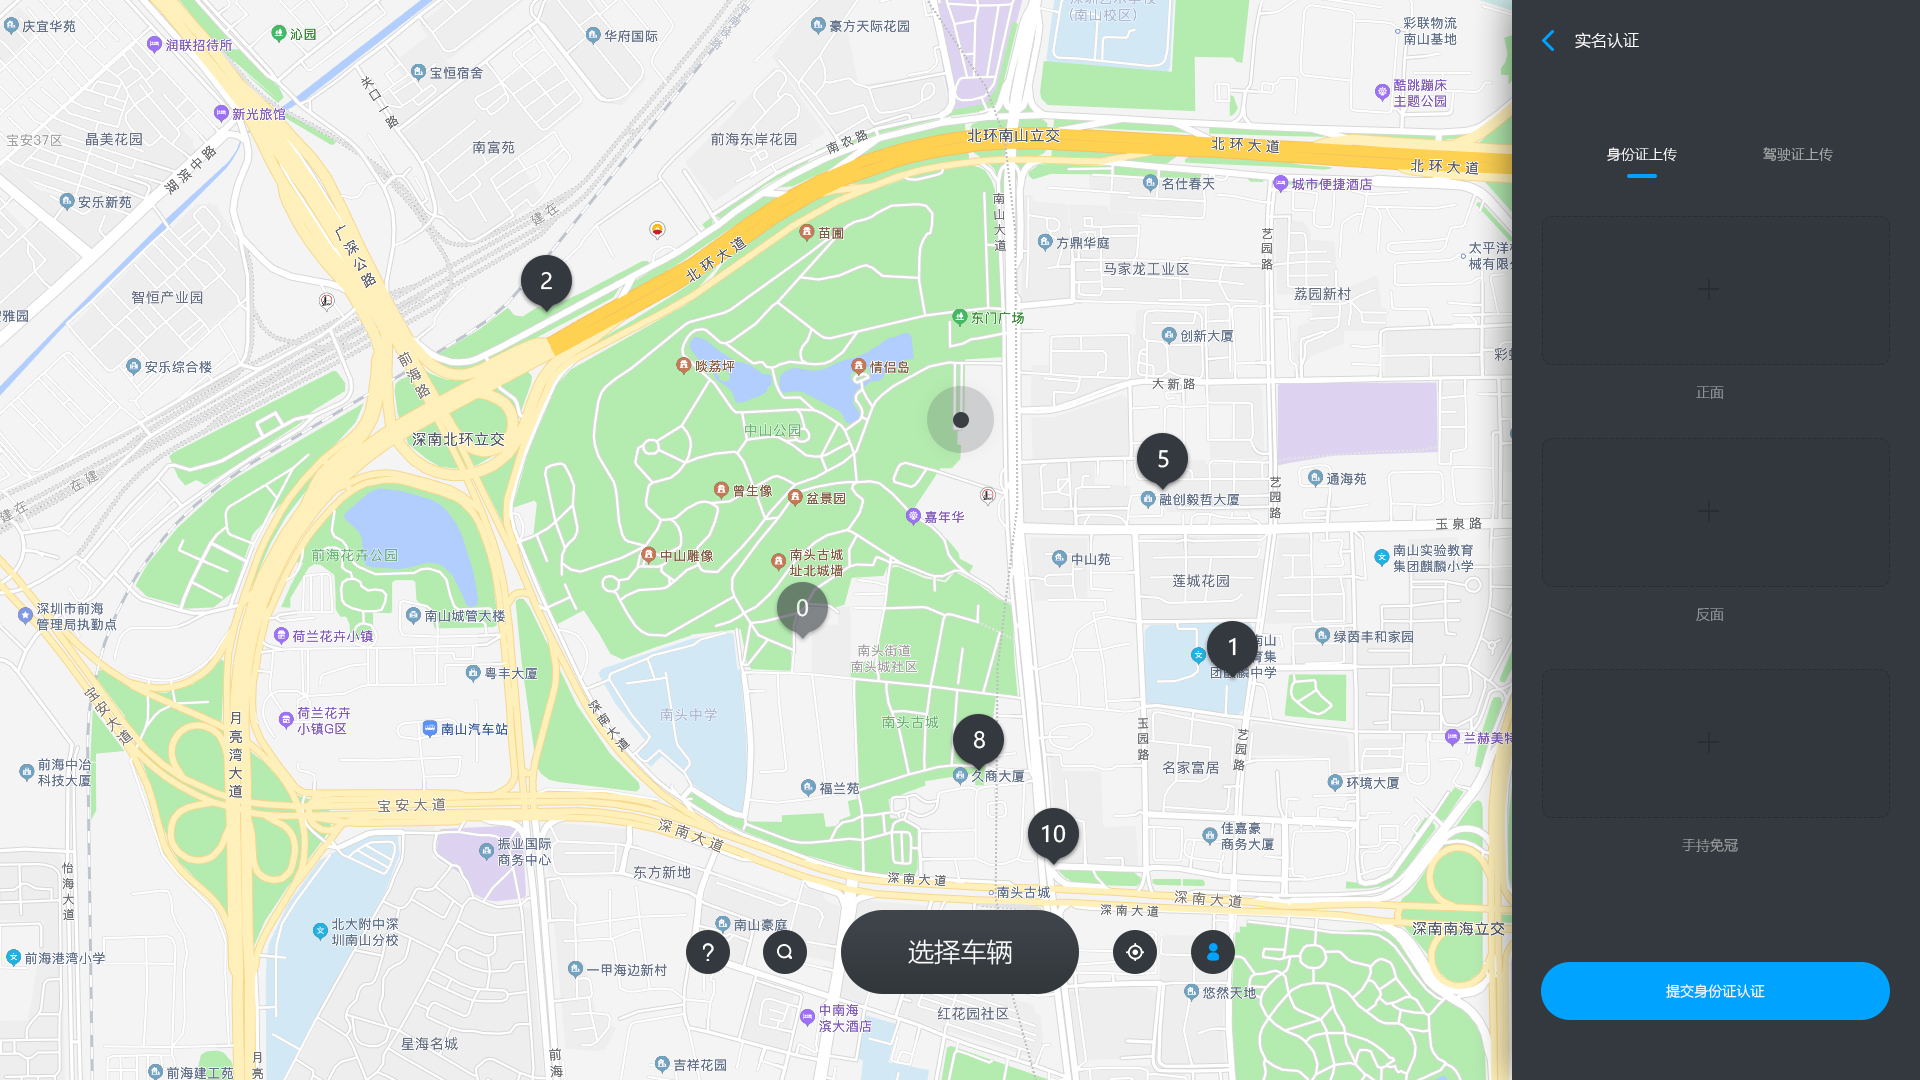 庆宜华苑
润联招待所
沁园
华府国际
豪方天际花园
(南山校区)
彩联物流
南山基地
宝恒宿舍
关口一路
酷跳蹦床
主题公园
新光旅馆
宝安37区
晶美花园
湖滨中路
南富苑
前海东岸花园
南农路
北环南山立交
北环大道
北环大道
安乐新苑
名仕春天
城市便捷酒店
广深公路
在建
苗圃
北环大道
南山大道
方鼎华庭
艺园路
马家龙工业区
太平洋
械有限
智恒产业园
雅园
2
荔园新村
东门广场
创新大厦
安乐综合楼
前海路
啖荔坪
情侣岛
大新路
彩
深南北环立交
中山公园
5
在建
在建
曾生像
盆景园
嘉年华
融创毅哲大厦
艺园路
通海苑
玉泉路
前海花卉公园
中山雕像
南头古城
址北城墙
中山苑
莲城花园
南山实验教育
集团麒麟小学
深圳市前海
管理局执勤点
荷兰花卉小镇
南山城管大楼
0
南头街道
南头城社区
1
南山
育集
团麒麟中学
绿茵丰和家园
粤丰大厦
宝安大道
月亮湾大道
荷兰花卉
小镇G区
南山汽车站
深南大道
南头中学
南头古城
8
久商大厦
玉园路
艺园路
兰赫美特
前海中冶
科技大厦
福兰苑
名家富居
环境大厦
宝安大道
10
深南大道
振业国际
商务中心
佳嘉豪
商务大厦
怡海大道
东方新地
深南大道
南头古城
深南大道
深南大道
深南南海立交
北大附中深
圳南山分校
南山豪庭
前海港湾小学
一甲海边新村
?
选择车辆
悠然天地
中南海
滨大酒店
红花园社区
星海名城
前海
吉祥花园
前海建工苑
月亮
实名认证
身份证上传
驾驶证上传
正面
反面
手持免冠
提交身份证认证